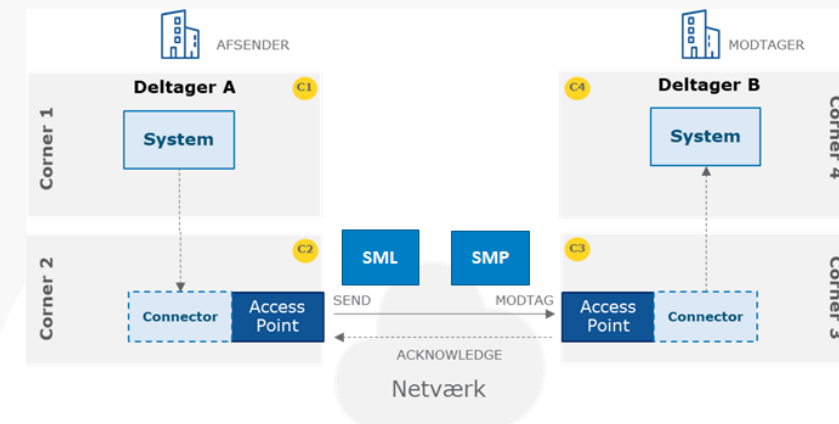 AFSENDER
MODTAGER
Deltager A
C1
C4
Deltager B
Corner 1
System
System
Corner 4
Corner 2
C2
SML
SMP
C3
Corner 3
Connector
Access
Point
SEND
MODTAG
Access
Point
Connector
ACKNOWLEDGE
Netværk